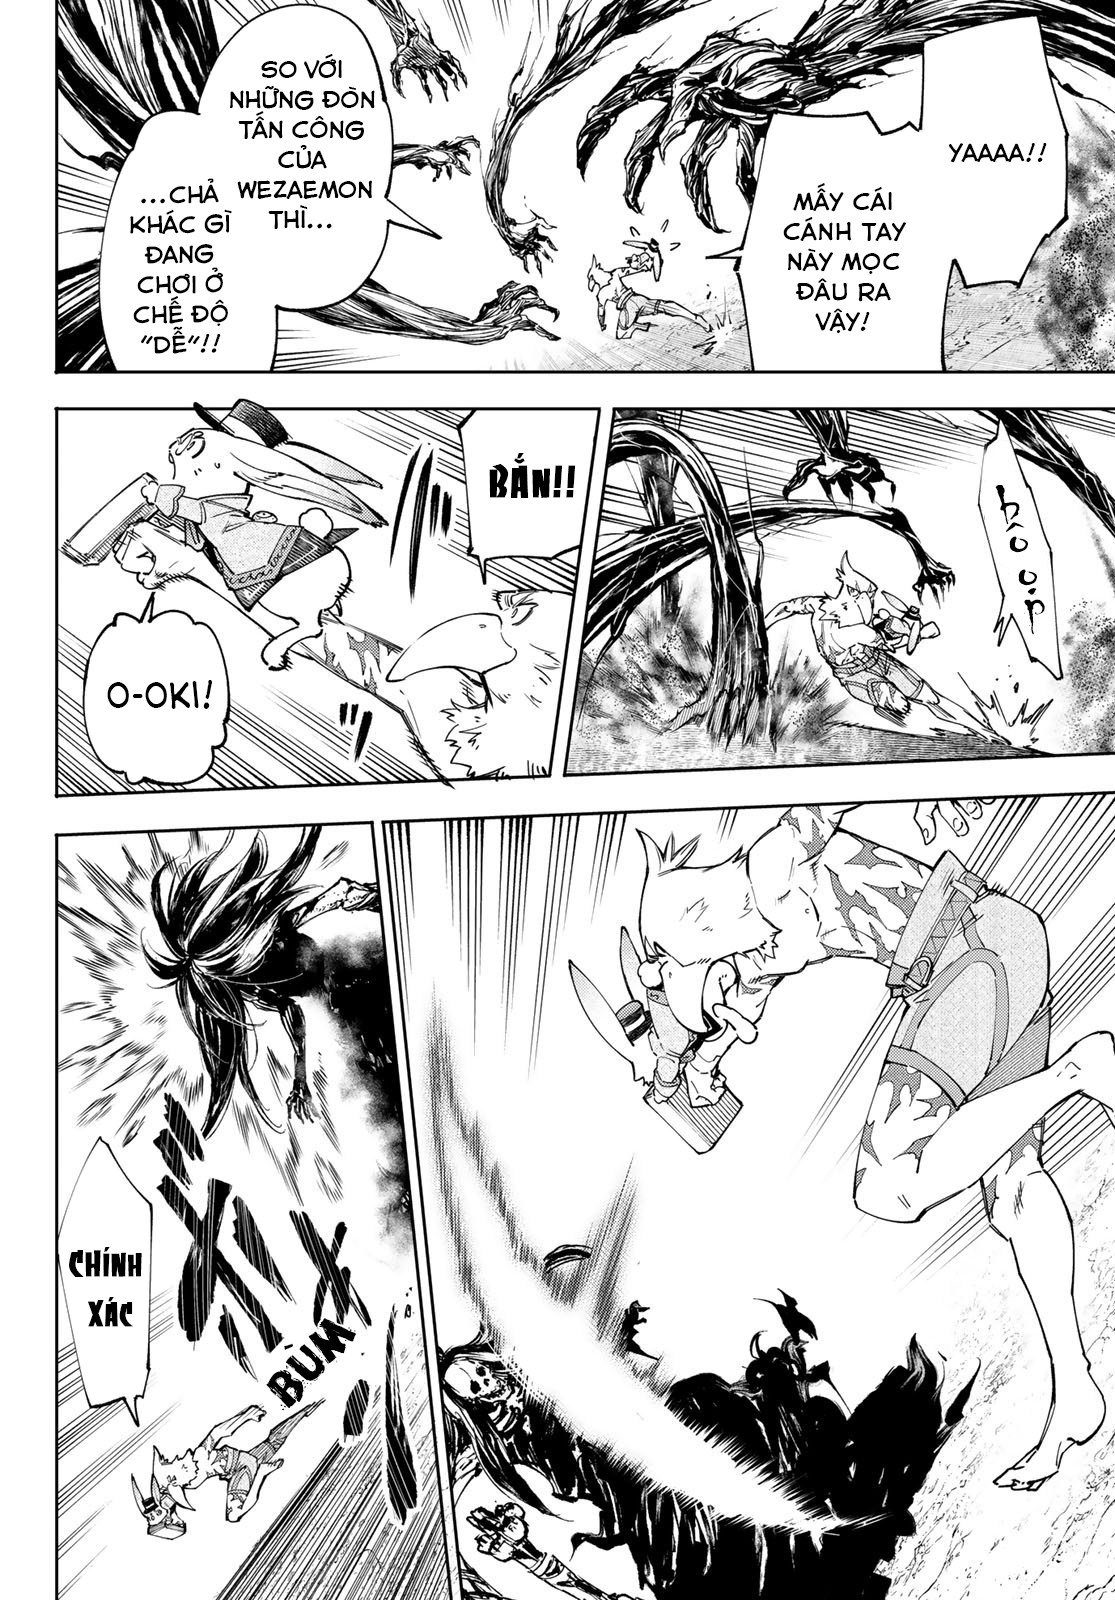 YAAAA!!
MẤY CÁI
CÁNH TAY
NÀY MỌC
ĐÂU RA
VẬY!
SO VỚI
NHỮNG ĐÒN
TẤN CÔNG
CỦA
WEZAEMON
THÌ...
...CHẢ
KHÁC GÌ
ĐANG
CHƠI Ở
CHẾ ĐỘ
"DỄ"!!
BẮN!!
O-OKI!
BÙM
CHÍNH
XÁC